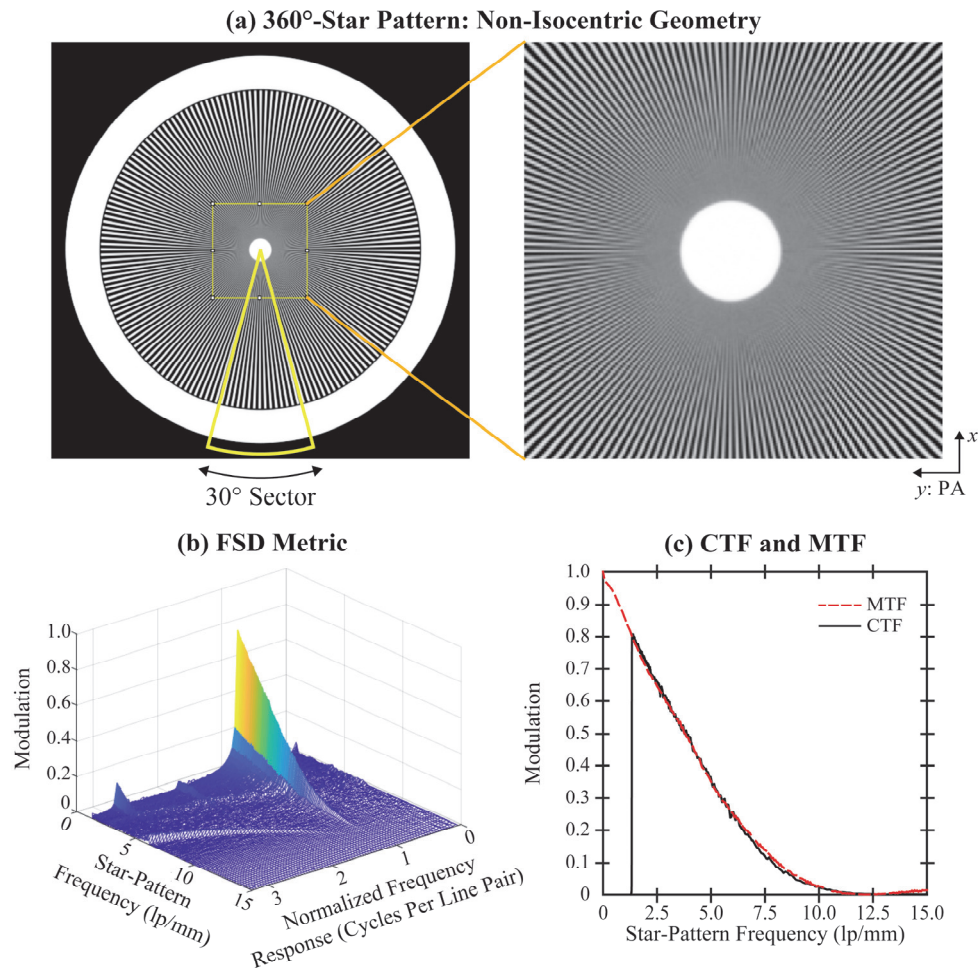 (a) 360°-Star Pattern: Non-Isocentric Geometry
30° Sector
x
y: PA
(b) FSD Metric
Modulation
1.0
0.8
0.6
0.4
0.2
0
0
5
10
15
Star-Pattern
Frequency (lp/mm)
3
2
1
0
Normalized Frequency
Response (Cycles Per Line Pair)
(c) CTF and MTF
Modulation
1.0
0.9
0.8
0.7
0.6
0.5
0.4
0.3
0.2
0.1
0
MTF
CTF
0 2.5 5.0 7.5 10.0 12.5 15.0
Star-Pattern Frequency (lp/mm)